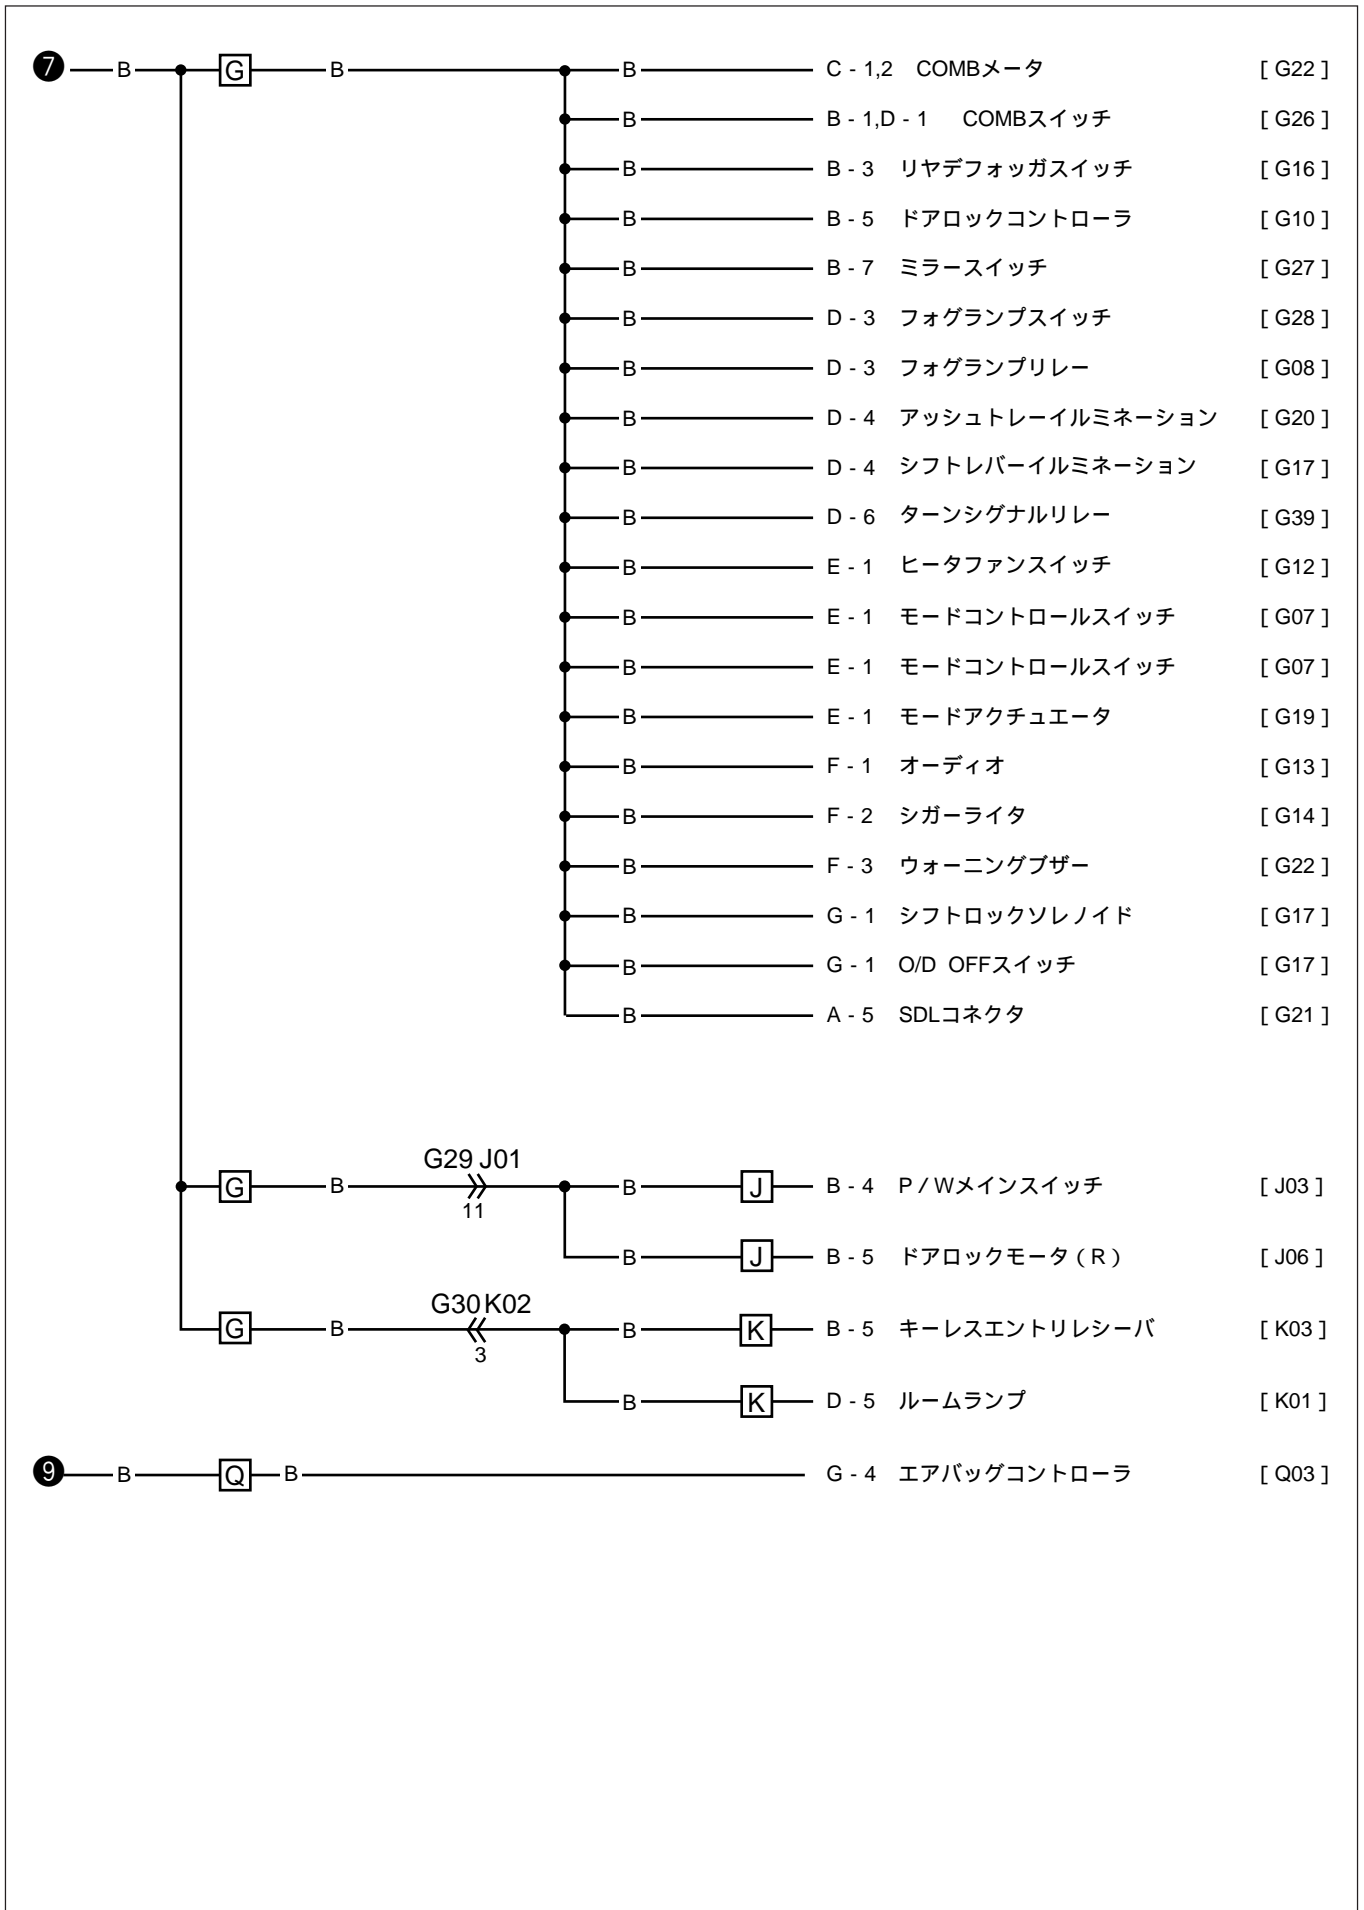 7 B G B B C - 1,2 COMBメータ [ G22 ]
B B - 1,D - 1 COMBスイッチ [ G26 ]
B B - 3 リヤデフォッガスイッチ [ G16 ]
B B - 5 ドアロックコントローラ [ G10 ]
B B - 7 ミラースイッチ [ G27 ]
B D - 3 フォグランプスイッチ [ G28 ]
B D - 3 フォグランプリレー [ G08 ]
B D - 4 アッシュトレーイルミネーション [ G20 ]
B D - 4 シフトレバーイルミネーション [ G17 ]
B D - 6 ターンシグナルリレー [ G39 ]
B E - 1 ヒータファンスイッチ [ G12 ]
B E - 1 モードコントロールスイッチ [ G07 ]
B E - 1 モードコントロールスイッチ [ G07 ]
B E - 1 モードアクチュエータ [ G19 ]
B F - 1 オーディオ [ G13 ]
B F - 2 シガーライタ [ G14 ]
B F - 3 ウォーニングブザー [ G22 ]
B G - 1 シフトロックソレノイド [ G17 ]
B G - 1 O/D OFFスイッチ [ G17 ]
B A - 5 SDLコネクタ [ G21 ]
G29 J01
G B B J B - 4 P / Wメインスイッチ [ J03 ]
11
B J B - 5 ドアロックモータ ( R ) [ J06 ]
G30 K02
G B B K B - 5 キーレスエントリレシーバ [ K03 ]
3
B K D - 5 ルームランプ [ K01 ]
9 B Q B G - 4 エアバッグコントローラ [ Q03 ]